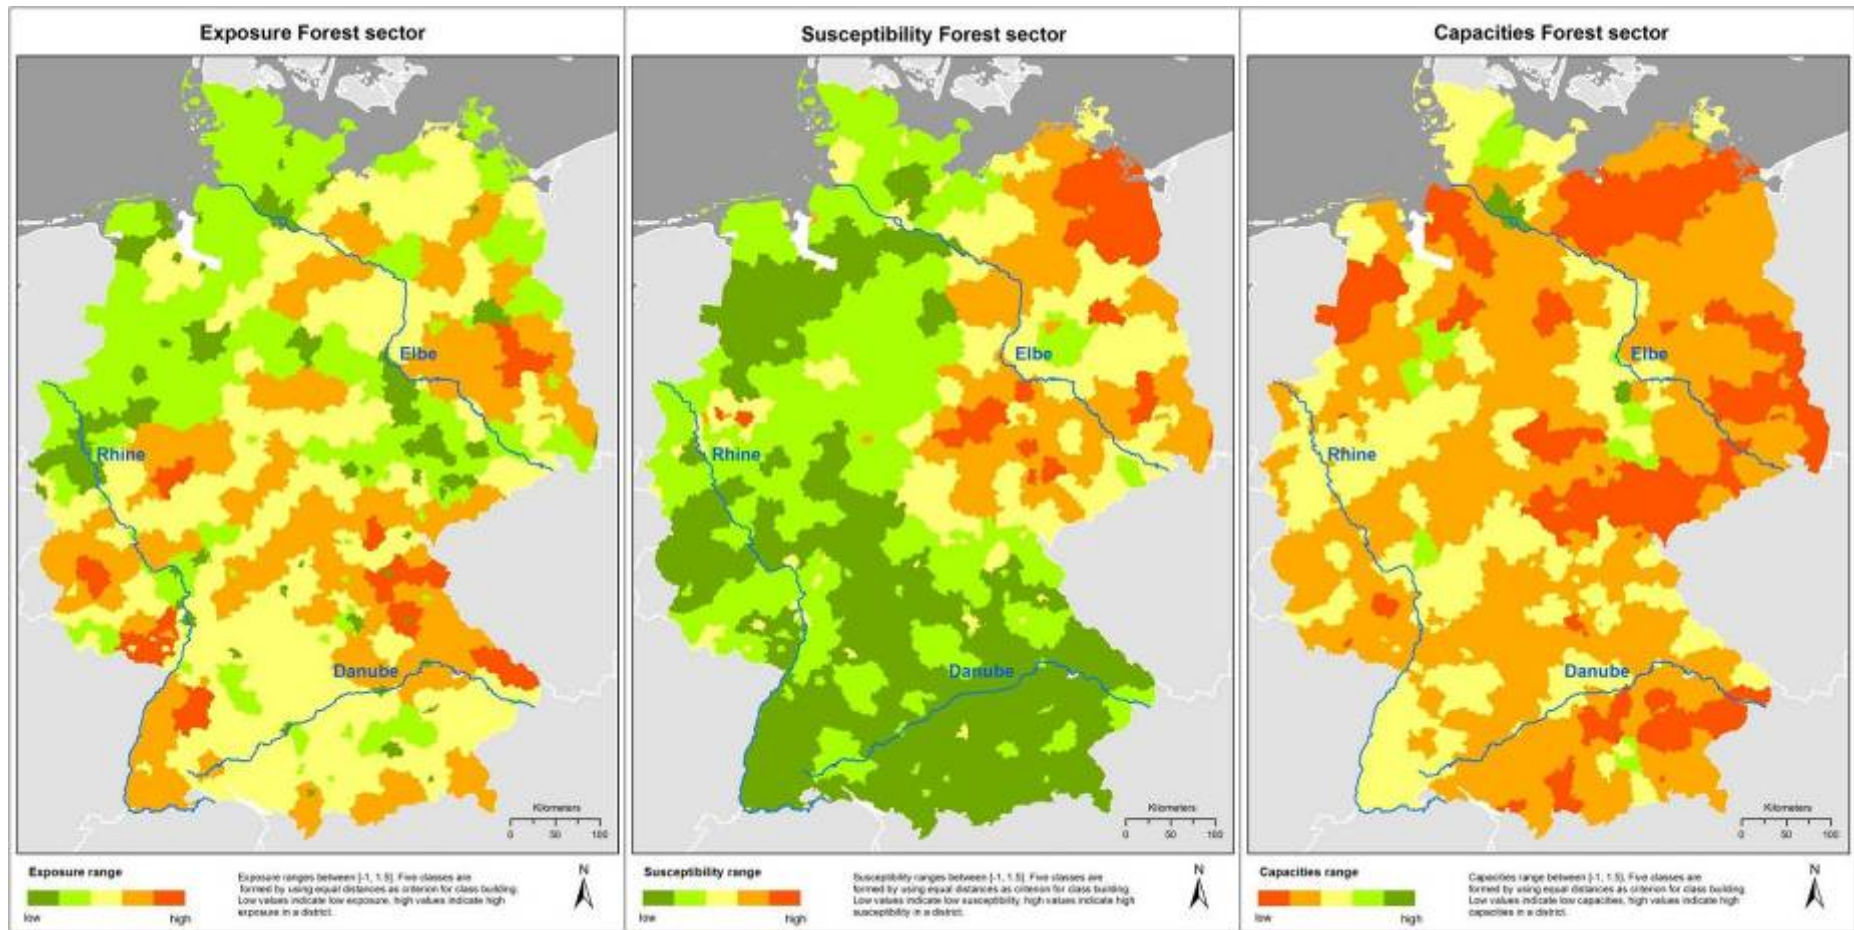 Exposure Forest sector
Elbe
Rhine
Danube
Kilometers
0 50 100
Exposure range
low high
Exposure ranges between [-1, 1.5]. Five classes are
formed by using equal distances as criterion for class building.
Low values indicate low exposure, high values indicate high
exposure in a district.
N
Susceptibility Forest sector
Elbe
Rhine
Danube
Kilometers
0 50 100
Susceptibility range
low high
Susceptibility ranges between [-1, 1.5]. Five classes are
formed by using equal distances as criterion for class building.
Low values indicate low susceptibility, high values indicate high
susceptibility in a district.
N
Capacities Forest sector
Elbe
Rhine
Danube
Kilometers
0 50 100
Capacities range
low high
Capacities range between [-1, 1.5]. Five classes are
formed by using equal distances as criterion for class building.
Low values indicate low capacities, high values indicate high
capacities in a district.
N